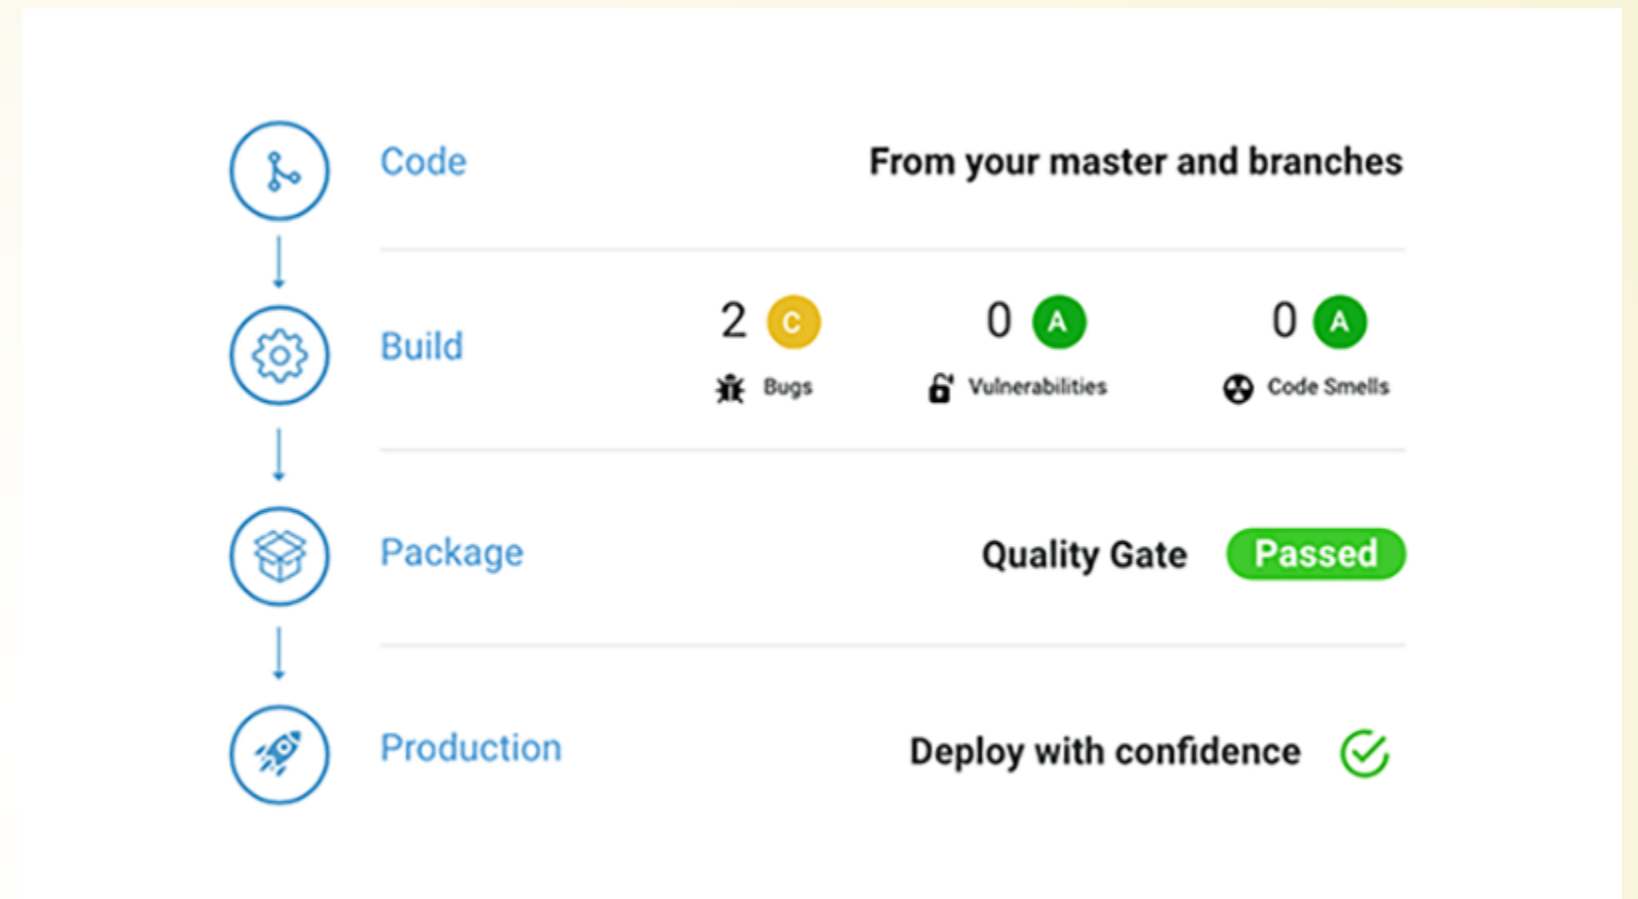 Code
From your master and branches
Build
2 C
0 A
0 A
Bugs
Vulnerabilities
Code Smells
Package
Quality Gate
Passed
Production
Deploy with confidence